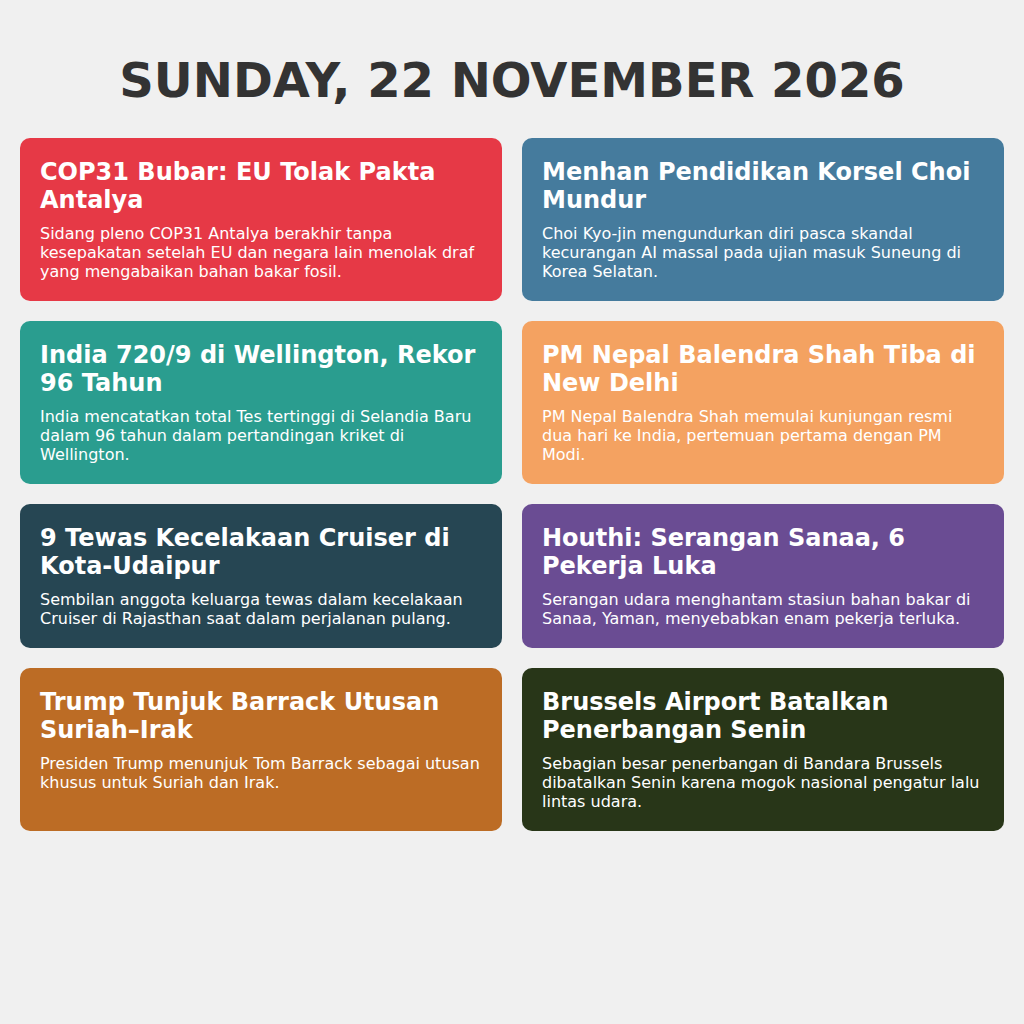 SUNDAY, 22 NOVEMBER 2026
COP31 Bubar: EU Tolak Pakta
Antalya
Sidang pleno COP31 Antalya berakhir tanpa
kesepakatan setelah EU dan negara lain menolak draf
yang mengabaikan bahan bakar fosil.
Menhan Pendidikan Korsel Choi
Mundur
Choi Kyo-jin mengundurkan diri pasca skandal
kecurangan AI massal pada ujian masuk Suneung di
Korea Selatan.
India 720/9 di Wellington, Rekor
96 Tahun
India mencatatkan total Tes tertinggi di Selandia Baru
dalam 96 tahun dalam pertandingan kriket di
Wellington.
PM Nepal Balendra Shah Tiba di
New Delhi
PM Nepal Balendra Shah memulai kunjungan resmi
dua hari ke India, pertemuan pertama dengan PM
Modi.
9 Tewas Kecelakaan Cruiser di
Kota-Udaipur
Sembilan anggota keluarga tewas dalam kecelakaan
Cruiser di Rajasthan saat dalam perjalanan pulang.
Houthi: Serangan Sanaa, 6
Pekerja Luka
Serangan udara menghantam stasiun bahan bakar di
Sanaa, Yaman, menyebabkan enam pekerja terluka.
Trump Tunjuk Barrack Utusan
Suriah–Irak
Presiden Trump menunjuk Tom Barrack sebagai utusan
khusus untuk Suriah dan Irak.
Brussels Airport Batalkan
Penerbangan Senin
Sebagian besar penerbangan di Bandara Brussels
dibatalkan Senin karena mogok nasional pengatur lalu
lintas udara.